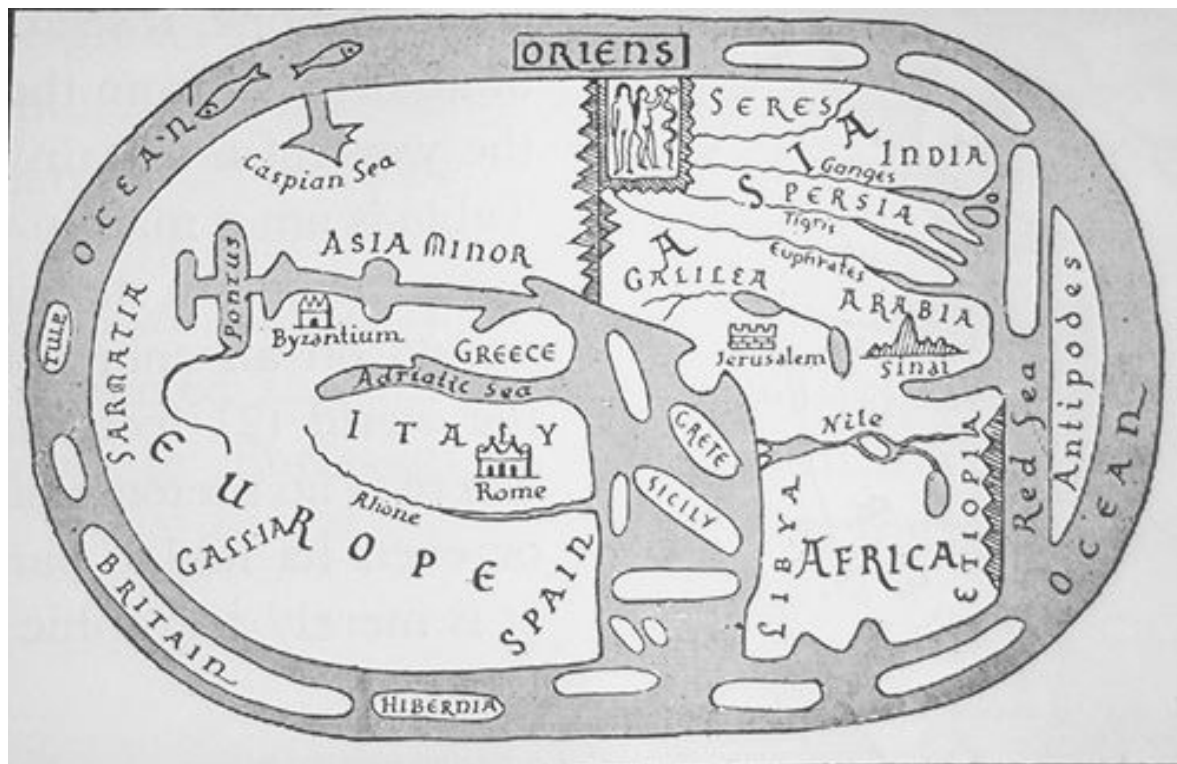 ORIENS
OCEAN
Caspian Sea
SERES
ASIA
INDIA
Ganges
PERSIA
Tigris
Euphrates
ASIA MINOR
Pontus
Byzantium
GALILEA
ARABIA
Jerusalem
Sinai
SARMATIA
GREECE
Adriatic Sea
ITALY
Rome
Rhone
EUROPE
GALLIA
SPAIN
CRETE
SICILY
Nile
LIBYA
AFRICA
ETIOPIA
Red Sea
Antipodes
OCEAN
BRITAIN
HIBERNIA